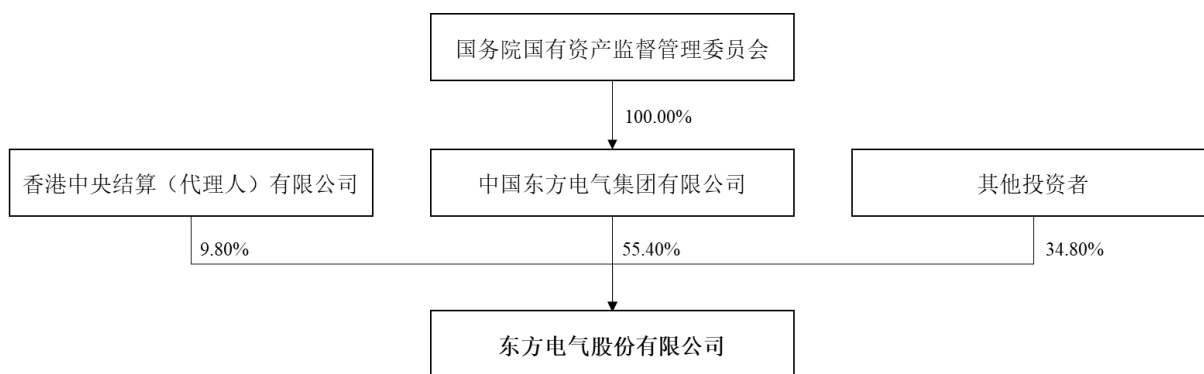 国务院国有资产监督管理委员会
100.00%
香港中央结算（代理人）有限公司
中国东方电气集团有限公司
其他投资者
9.80%
55.40%
34.80%
东方电气股份有限公司